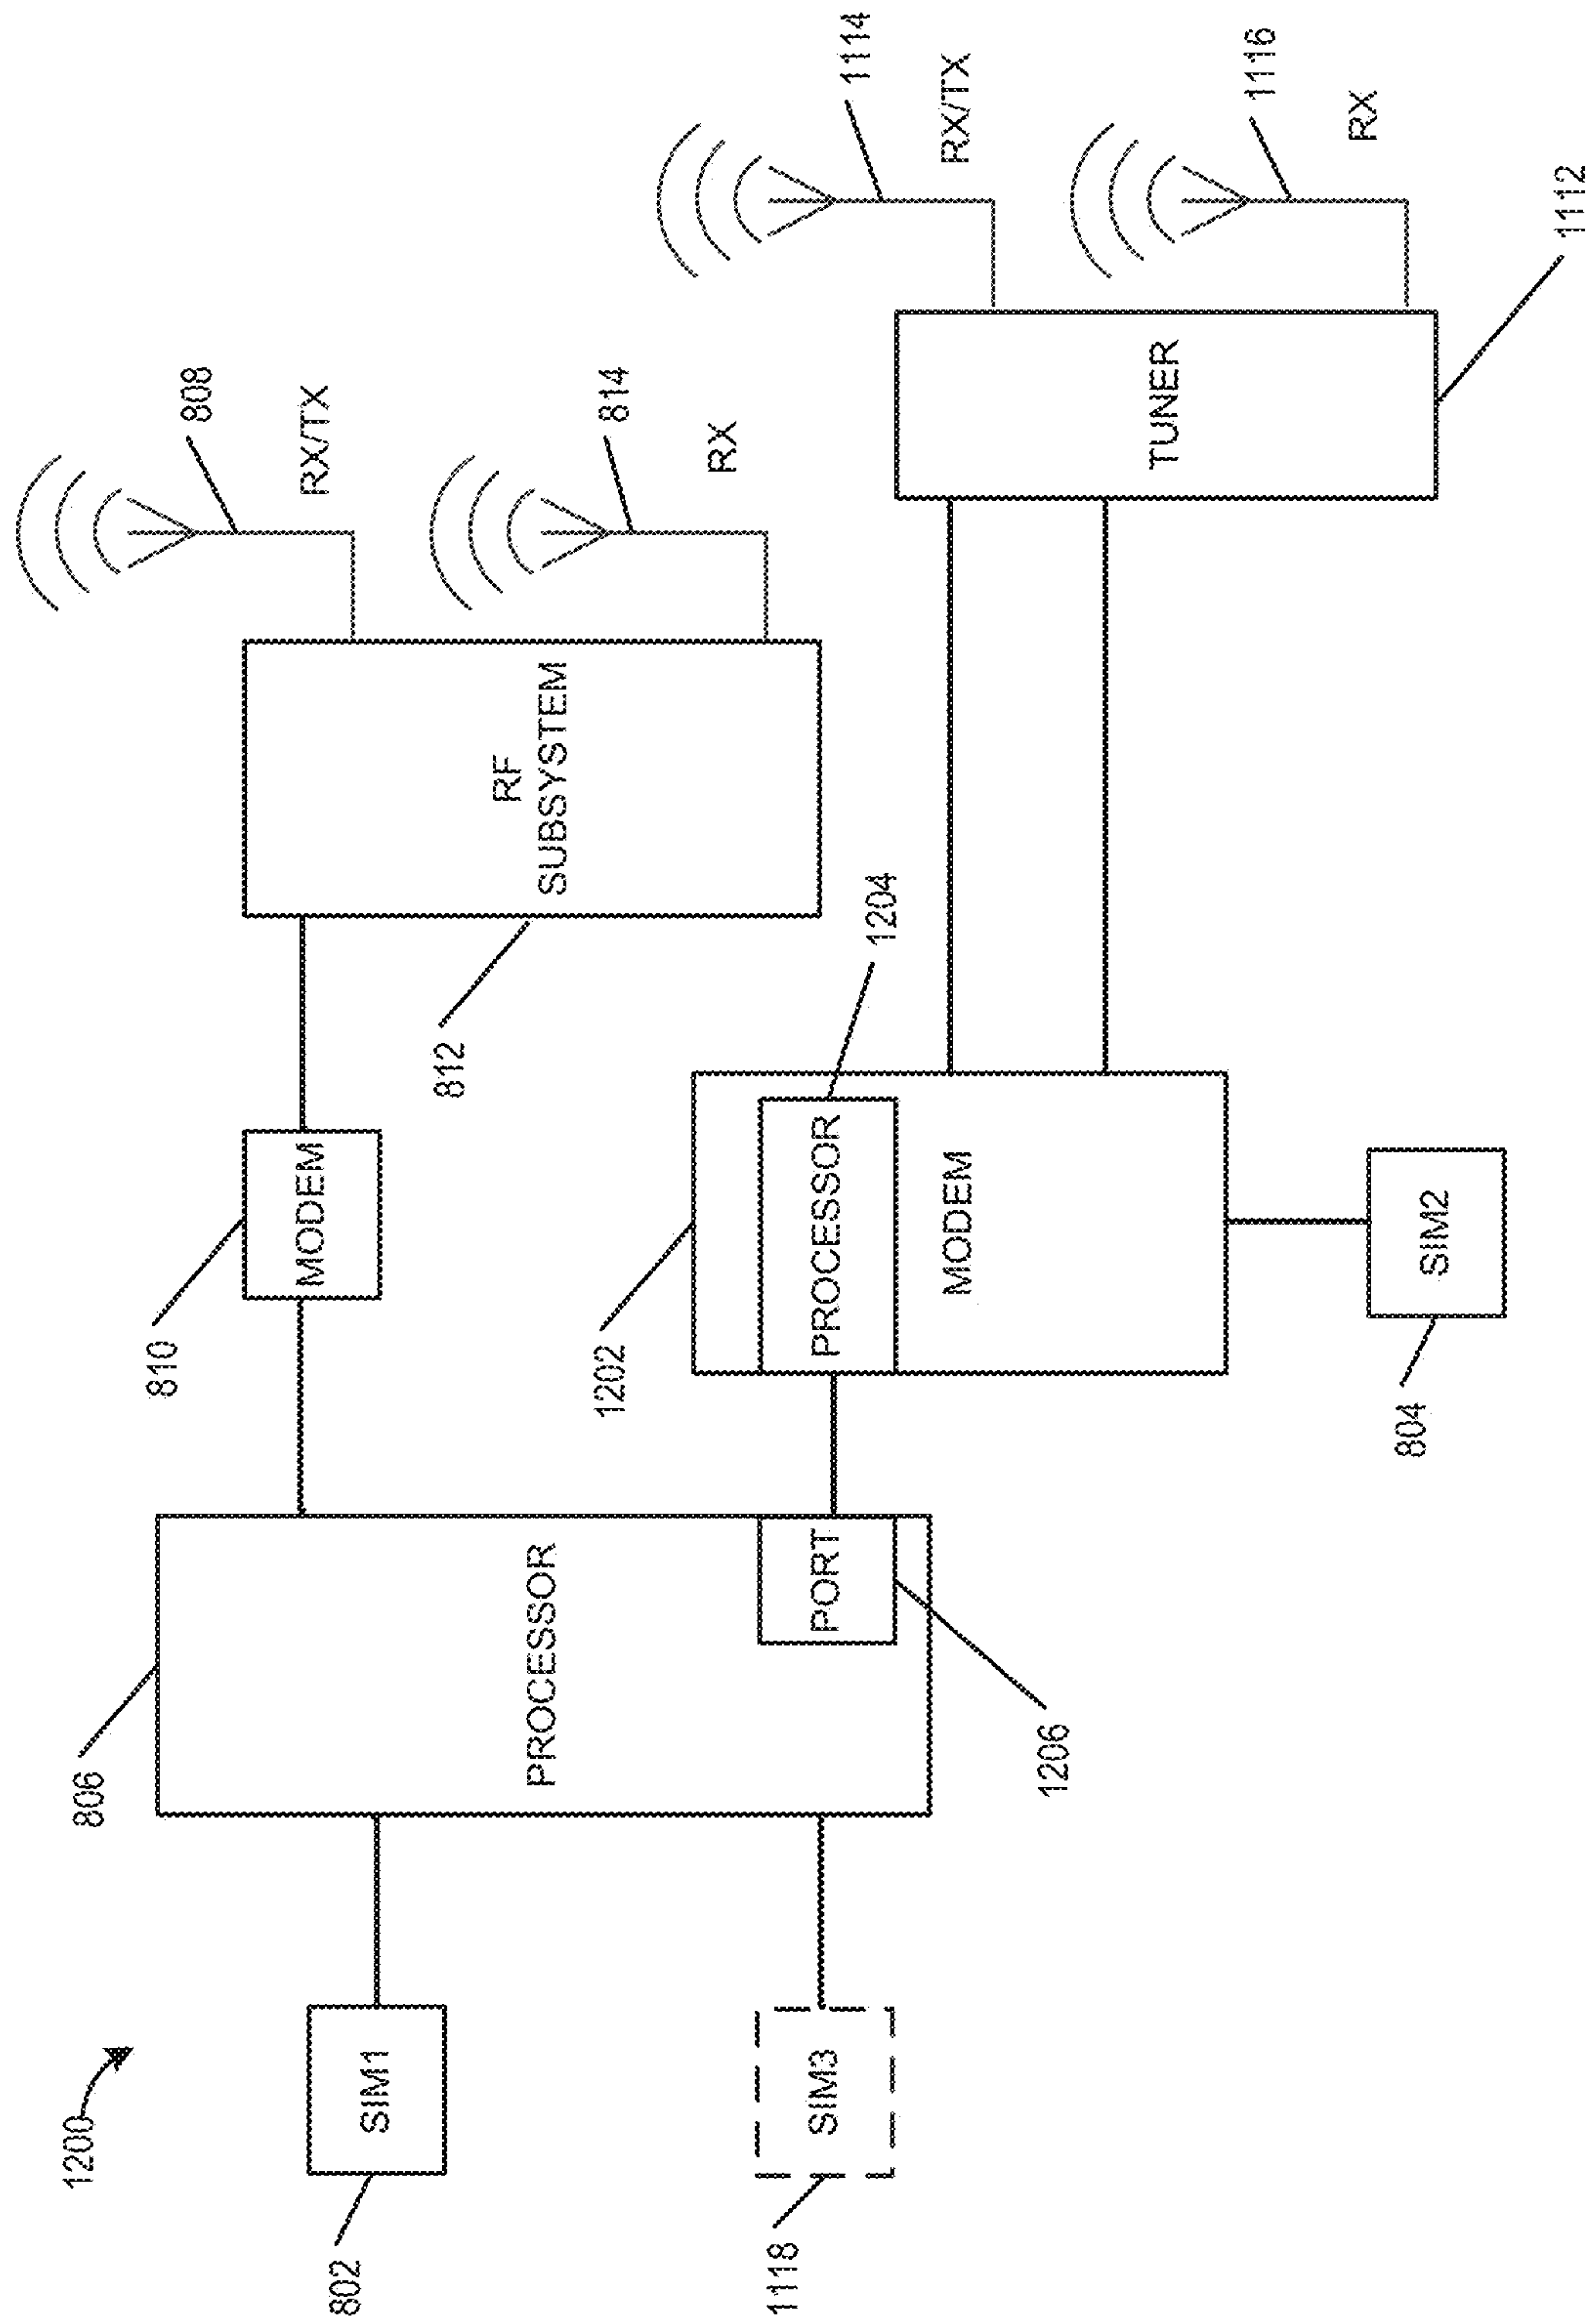 1200
802
SIM1
1118
SIM3
806
PROCESSOR
PORT
1206
810
MODEM
812
RF
SUBSYSTEM
808
RX/TX
814
RX
1202
PROCESSOR
1204
MODEM
804
SIM2
TUNER
1112
1114
RX/TX
1116
RX